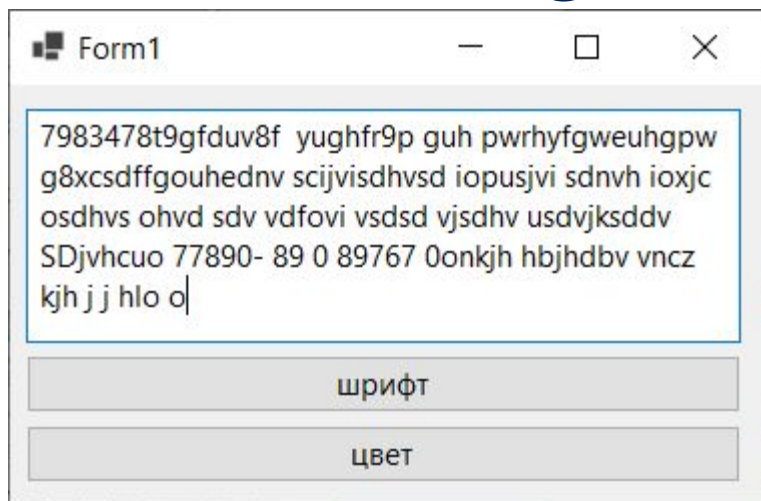 Form1
7983478t9gfduv8f  yughfr9p guh pwrhyfgweuhgpw
g8xcsdffgouhednv scijvisdhvsd iopusjvi sdnvh ioxjc
osdhvs ohvd sdv vdfovi vsdsd vjsdhv usdvjksddv
SDjvhcuo 77890- 89 0 89767 0onkjh hbjhdbv vncz
kjh j j hlo o
шрифт
цвет